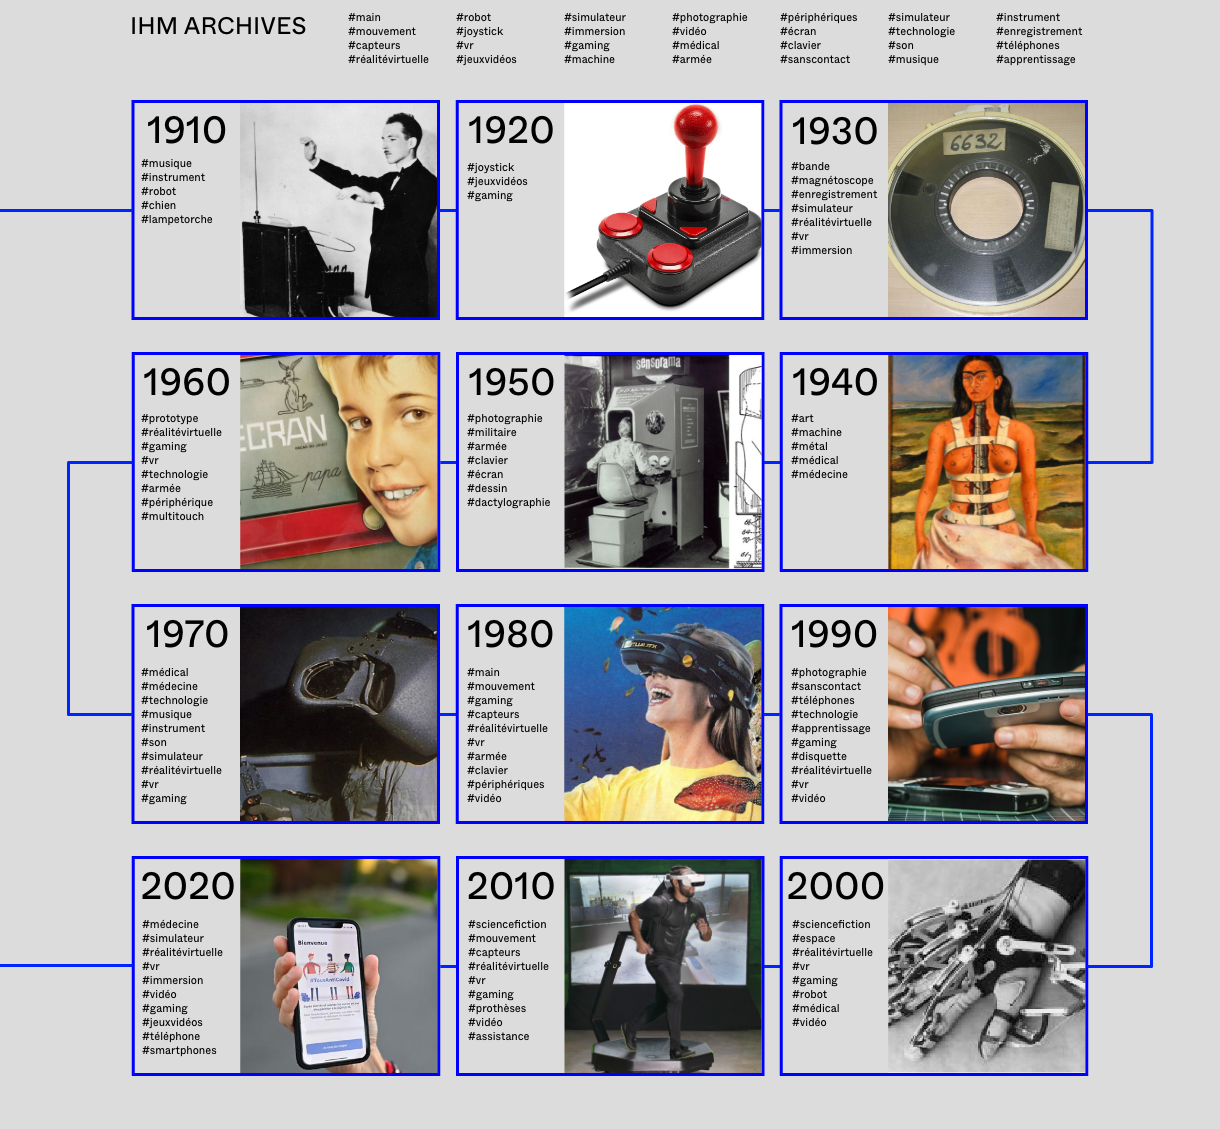 IHM ARCHIVES
#main
#mouvement
#capteurs
#réalitévirtuelle
#robot
#joystick
#vr
#jeuxvidéos
#simulateur
#immersion
#gaming
#machine
#photographie
#vidéo
#médical
#armée
#périphériques
#écran
#clavier
#sanscontact
#simulateur
#technologie
#son
#musique
#instrument
#enregistrement
#téléphones
#apprentissage
1910
#musique
#instrument
#robot
#chien
#lampetorche
1920
#joystick
#jeuxvidéos
#gaming
1930
#bande
#magnétoscope
#enregistrement
#simulateur
#réalitévirtuelle
#vr
#immersion
6632
1960
#prototype
#réalitévirtuelle
#gaming
#vr
#technologie
#armée
#périphérique
#multitouch
ECRAN
papa
1950
#photographie
#militaire
#armée
#clavier
#écran
#dessin
#dactylographie
sensorama
1940
#art
#machine
#métal
#médical
#médecine
1970
#médical
#médecine
#technologie
#musique
#instrument
#son
#simulateur
#réalitévirtuelle
#vr
#gaming
1980
#main
#mouvement
#gaming
#capteurs
#réalitévirtuelle
#vr
#armée
#clavier
#périphériques
#vidéo
1990
#photographie
#sanscontact
#téléphones
#technologie
#apprentissage
#gaming
#disquette
#réalitévirtuelle
#vr
#vidéo
2020
#médecine
#simulateur
#réalitévirtuelle
#vr
#immersion
#vidéo
#gaming
#jeuxvidéos
#téléphone
#smartphones
Bienvenue
#TousAntiCovid
2010
#sciencefiction
#mouvement
#capteurs
#réalitévirtuelle
#vr
#gaming
#prothèses
#vidéo
#assistance
2000
#sciencefiction
#espace
#réalitévirtuelle
#vr
#gaming
#robot
#médical
#vidéo